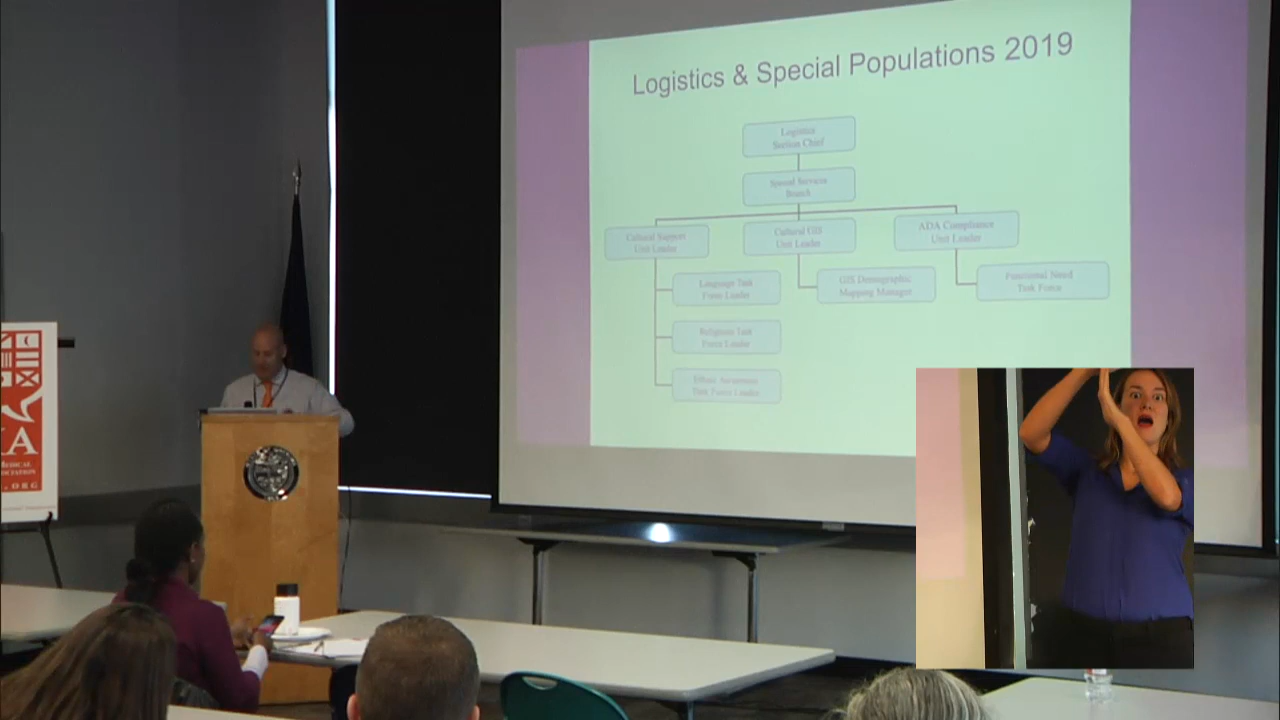 Logistics & Special Populations 2019
Logistics
Section Chief
Special Services
Branch
Cultural Support
Unit Leader
Cultural GIS
Unit Leader
ADA Compliance
Unit Leader
Language Task
Force Leader
GIS Demographic
Mapping Manager
Functional Need
Task Force
Religious Task
Force Leader
Task Force Leader
A
MEDICAL
.ORG